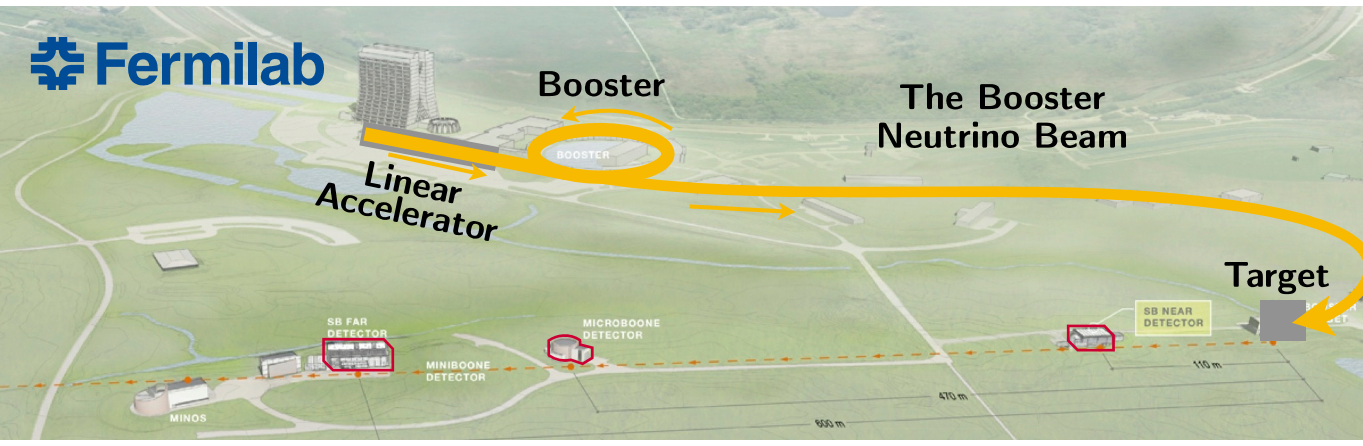 Fermilab
Booster
The Booster
Neutrino Beam
BOOSTER
Linear
Accelerator
Target
SB NEAR
DETECTOR
SB FAR
DETECTOR
MICROBOONE
DETECTOR
MINIBOONE
DETECTOR
110 m
470 m
MINOS
600 m